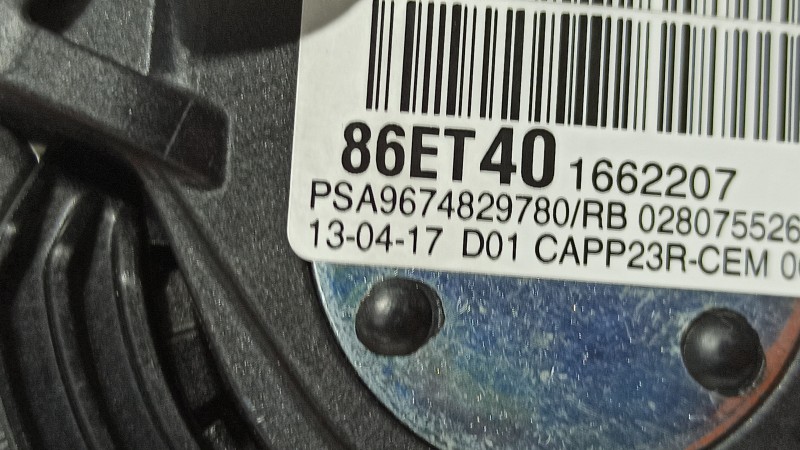 86ET40 1662207
PSA9674829780/RB 028075526
13-04-17 D01 CAPP23R-CEM